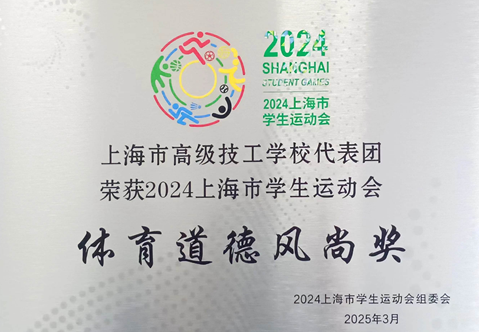 2024
SHANGHAI
STUDENT GAMES
2024上海市
学生运动会
上海市高级技工学校代表团
荣获2024上海市学生运动会
体育道德风尚奖
2024上海市学生运动会组委会
2025年3月